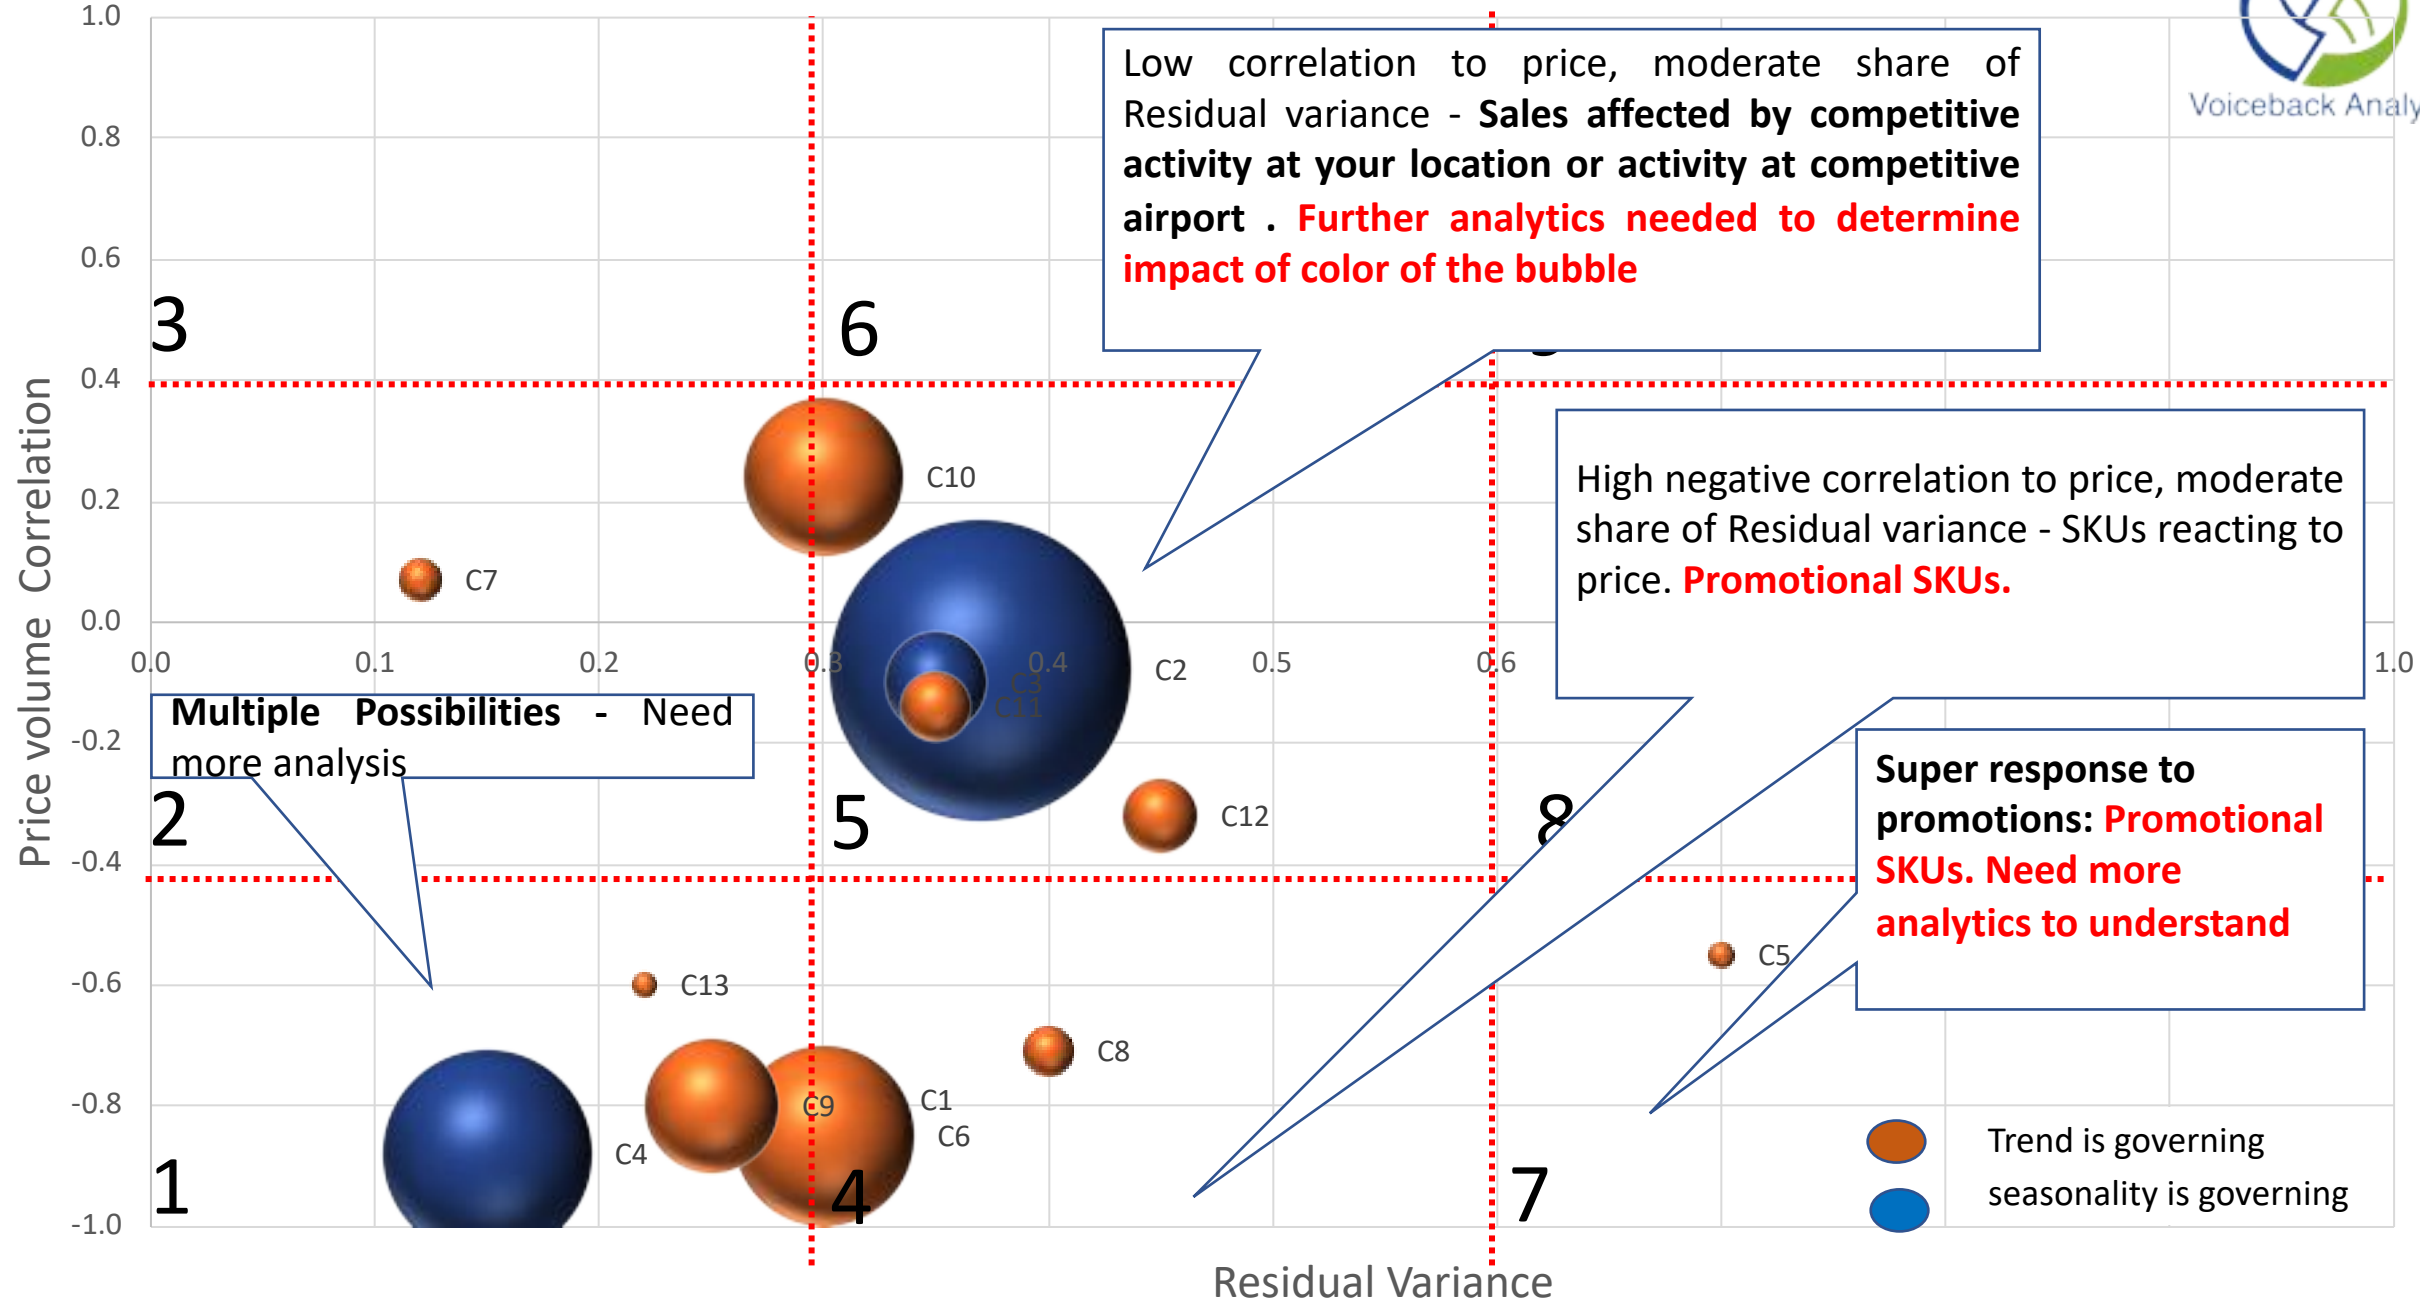 1.0
Voiceback Analy
Low correlation to price, moderate share of
Residual variance - Sales affected by competitive
activity at your location or activity at competitive
airport . Further analytics needed to determine
impact of color of the bubble
0.8
0.6
3
6
0.4
C10
High negative correlation to price, moderate
share of Residual variance - SKUs reacting to
price. Promotional SKUs.
0.2
C7
0.0
0.0
0.1
0.2
0.3
0.4
0.5
0.6
1.0
C2
C3
C11
Multiple Possibilities - Need
more analysis
-0.2
Super response to
promotions: Promotional
SKUs. Need more
analytics to understand
2
5
8
C12
-0.4
C5
-0.6
C13
C8
-0.8
C9
C1
C6
C4
1
4
7
Trend is governing
seasonality is governing
-1.0
Price volume Correlation
Residual Variance